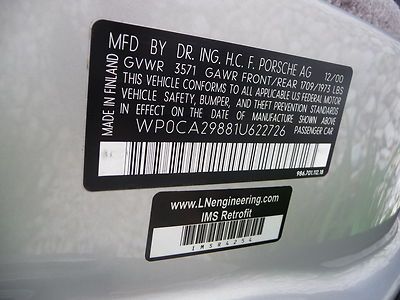 MFD BY DR. ING. H.C. F. PORSCHE AG 12/00
GVWR 3571 GAWR FRONT/REAR 1709/1973 LBS
THIS VEHICLE CONFORMS TO ALL APPLICABLE
U.S. FEDERAL MOTOR VEHICLE
SAFETY, BUMPER, AND THEFT PREVENTION
STANDARDS IN EFFECT ON THE DATE OF
MANUFACTURE SHOWN ABOVE.
WP0CA29881U622726 PASSENGER CAR
MADE IN FINLAND
986.701.112.18
www.LNengineering.com
IMS Retrofit
IMSR4254